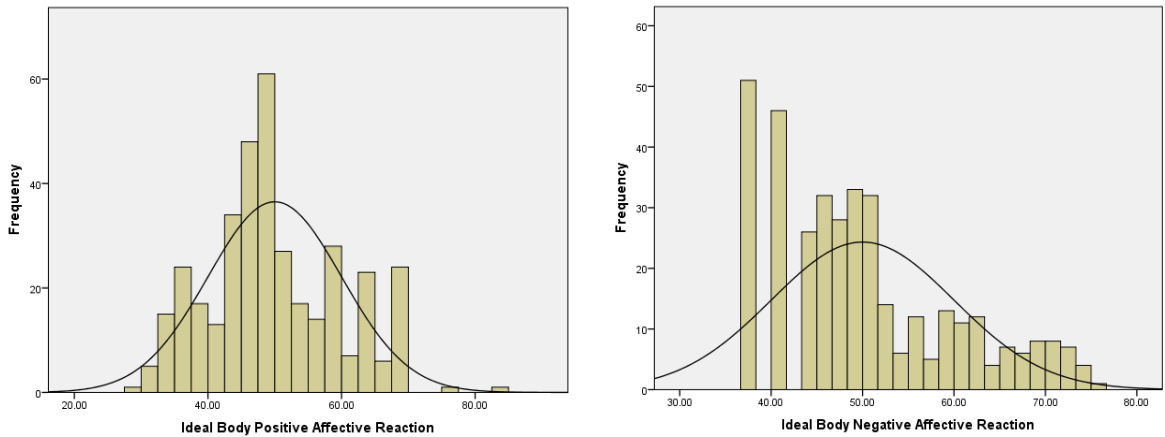 60
40
20
0
Frequency
20.00 40.00 60.00 80.00
Ideal Body Positive Affective Reaction
60
50
40
30
20
10
0
Frequency
30.00 40.00 50.00 60.00 70.00 80.00
Ideal Body Negative Affective Reaction